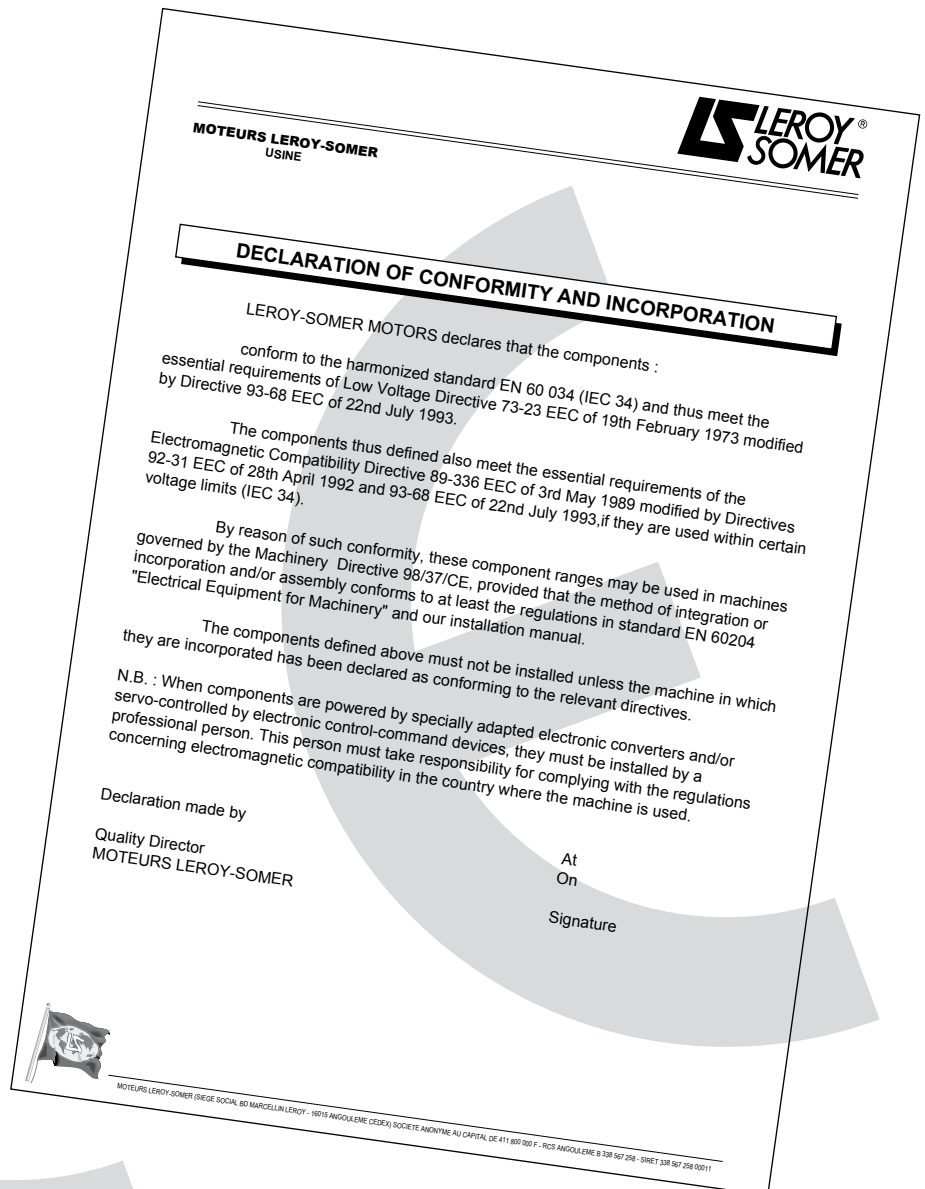 LEROY ®
SOMER
MOTEURS LEROY-SOMER
USINE
DECLARATION OF CONFORMITY AND INCORPORATION
LEROY-SOMER MOTORS declares that the components :
conform to the harmonized standard EN 60 034 (IEC 34) and thus meet the
essential requirements of Low Voltage Directive 73-23 EEC of 19th February 1973 modified
by Directive 93-68 EEC of 22nd July 1993.
The components thus defined also meet the essential requirements of the
Electromagnetic Compatibility Directive 89-336 EEC of 3rd May 1989 modified by Directives
92-31 EEC of 28th April 1992 and 93-68 EEC of 22nd July 1993,if they are used within certain
voltage limits (IEC 34).
By reason of such conformity, these component ranges may be used in machines
governed by the Machinery Directive 98/37/CE, provided that the method of integration or
incorporation and/or assembly conforms to at least the regulations in standard EN 60204
"Electrical Equipment for Machinery" and our installation manual.
The components defined above must not be installed unless the machine in which
they are incorporated has been declared as conforming to the relevant directives.
N.B. : When components are powered by specially adapted electronic converters and/or
servo-controlled by electronic control-command devices, they must be installed by a
professional person. This person must take responsibility for complying with the regulations
concerning electromagnetic compatibility in the country where the machine is used.
Declaration made by
Quality Director
MOTEURS LEROY-SOMER
At
On
Signature
MOTEURS LEROY-SOMER (SIEGE SOCIAL BD MARCELLIN LEROY - 16015 ANGOULEME CEDEX) SOCIETE ANONYME AU CAPITAL DE 411 800 000 F - RCS ANGOULEME B 338 567 258 - SIRET 338 567 258 00011